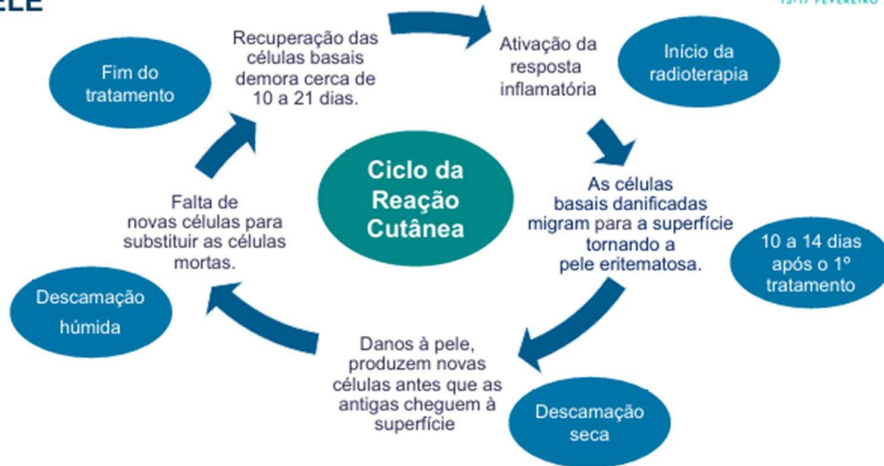 ELE
15-17 FEVEREIRO
Recuperação das
células basais
demora cerca de
10 a 21 dias.
Ativação da
resposta
inflamatória
Início da
radioterapia
Fim do
tratamento
Ciclo da
Reação
Cutânea
As células
basais danificadas
migram para a superfície
tornando a
pele eritematosa.
10 a 14 dias
após o 1º
tratamento
Falta de
novas células para
substituir as células
mortas.
Descamação
húmida
Danos à pele,
produzem novas
células antes que as
antigas cheguem à
superfície
Descamação
seca